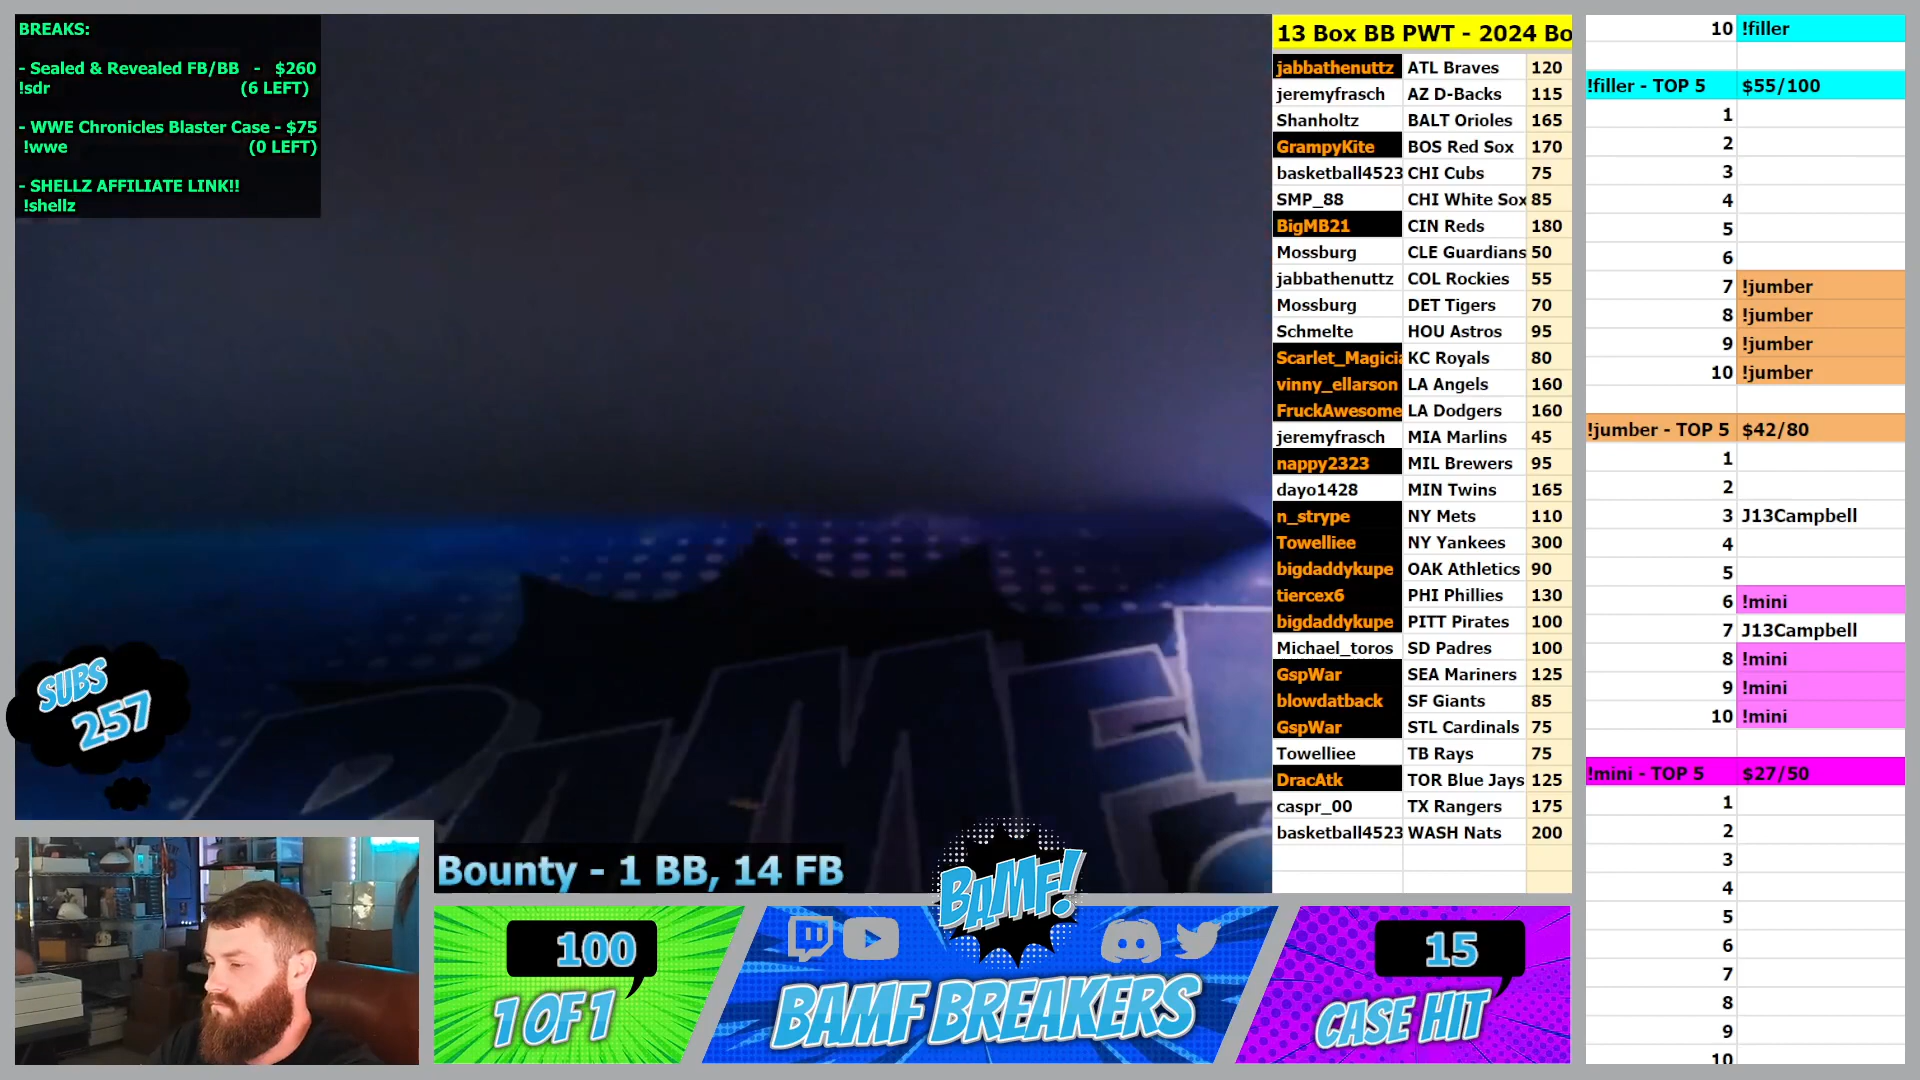 BREAKS:
- Sealed & Revealed FB/BB - $260
!sdr (6 LEFT)
- WWE Chronicles Blaster Case - $75
!wwe (0 LEFT)
- SHELLZ AFFILIATE LINK!!
!shellz
SUBS
257
Bounty - 1 BB, 14 FB
BAMF!
100
1 OF 1
BAMF BREAKERS
15
CASE HIT
13 Box BB PWT - 2024 Bo
jabbathenuttz ATL Braves 120
jeremyfrasch AZ D-Backs 115
Shanholtz BALT Orioles 165
GrampyKite BOS Red Sox 170
basketball4523 CHI Cubs 75
SMP_88 CHI White Sox 85
BigMB21 CIN Reds 180
Mossburg CLE Guardians 50
jabbathenuttz COL Rockies 55
Mossburg DET Tigers 70
Schmelte HOU Astros 95
Scarlet_Magicia KC Royals 80
vinny_ellarson LA Angels 160
FruckAwesome LA Dodgers 160
jeremyfrasch MIA Marlins 45
nappy2323 MIL Brewers 95
dayo1428 MIN Twins 165
n_strype NY Mets 110
Towelliee NY Yankees 300
bigdaddykupe OAK Athletics 90
tiercex6 PHI Phillies 130
bigdaddykupe PITT Pirates 100
Michael_toros SD Padres 100
GspWar SEA Mariners 125
blowdatback SF Giants 85
GspWar STL Cardinals 75
Towelliee TB Rays 75
DracAtk TOR Blue Jays 125
caspr_00 TX Rangers 175
basketball4523 WASH Nats 200
10 !filler
!filler - TOP 5 $55/100
1
2
3
4
5
6
7 !jumber
8 !jumber
9 !jumber
10 !jumber
!jumber - TOP 5 $42/80
1
2
3 J13Campbell
4
5
6 !mini
7 J13Campbell
8 !mini
9 !mini
10 !mini
!mini - TOP 5 $27/50
1
2
3
4
5
6
7
8
9
10